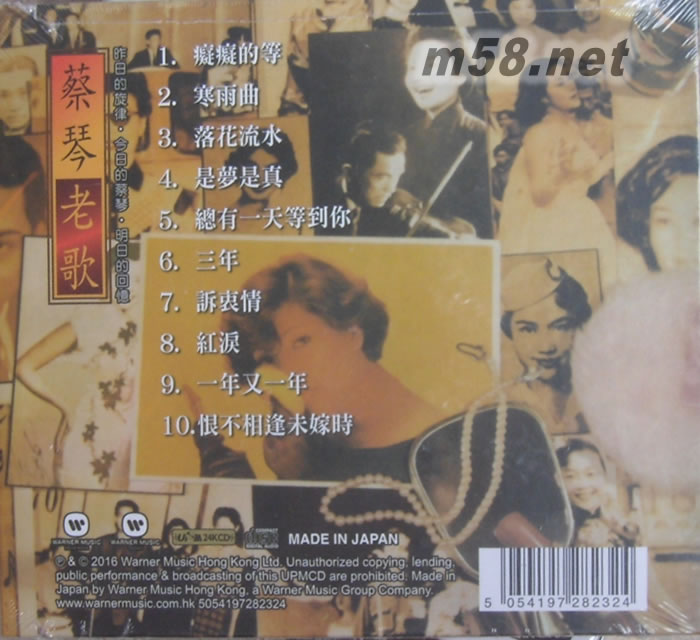 m58.net
蔡琴老歌
昨日的旋律·今日的蔡琴·明日的回憶
1. 癡癡的等
2. 寒雨曲
3. 落花流水
4. 是夢是真
5. 總有一天等到你
6. 三年
7. 訴衷情
8. 紅淚
9. 一年又一年
10.恨不相逢未嫁時
WARNER MUSIC
WARNER MUSIC
24KCD
COMPACT
DIGITAL AUDIO
MADE IN JAPAN
℗ & © 2016 Warner Music Hong Kong Ltd. Unauthorized copying, lending,
public performance & broadcasting of this UPMCD are prohibited. Made in
Japan by Warner Music Hong Kong, a Warner Music Group Company.
www.warnermusic.com.hk 5054197282324
5 054197 282324